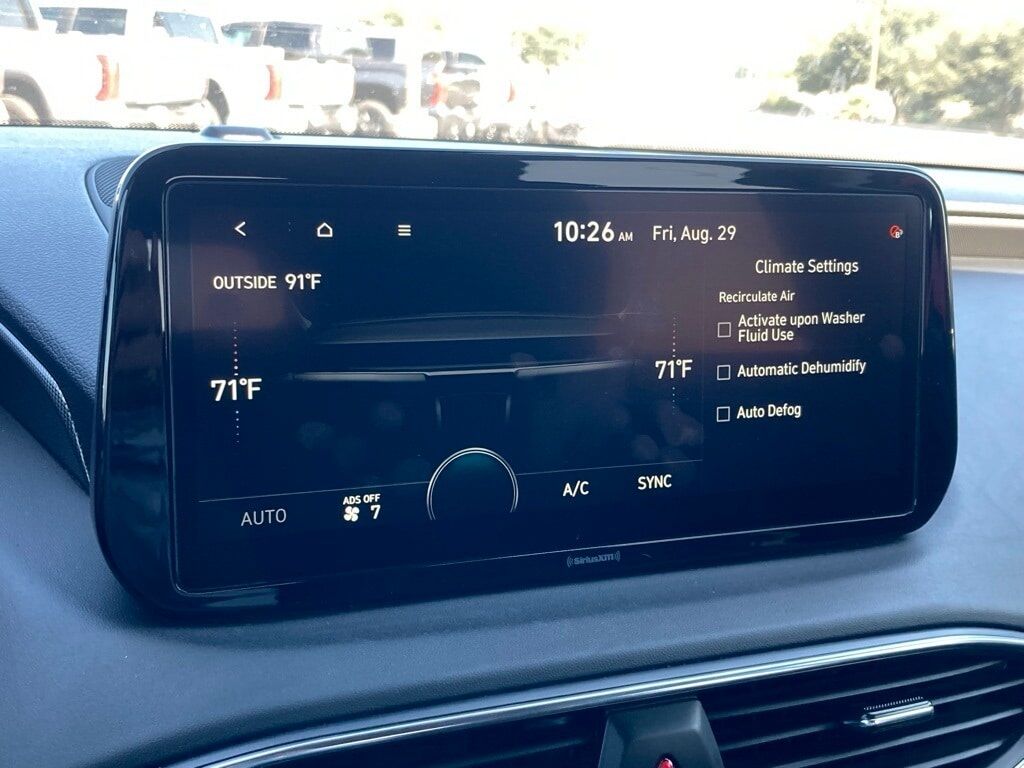 10:26 AM Fri, Aug. 29
OUTSIDE 91°F
Climate Settings
Recirculate Air
Activate upon Washer
Fluid Use
71°F
71°F
Automatic Dehumidify
Auto Defog
AUTO
ADS OFF
7
A/C
SYNC
SiriusXM